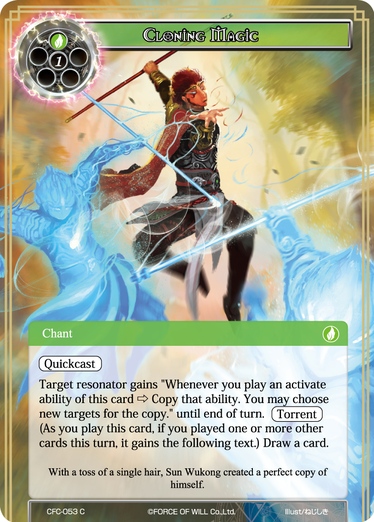 Cloning Magic
1
Chant
Quickcast
Target resonator gains "Whenever you play an activate
ability of this card ⇨ Copy that ability. You may choose
new targets for the copy." until end of turn. Torrent
(As you play this card, if you played one or more other
cards this turn, it gains the following text.) Draw a card.
With a toss of a single hair, Sun Wukong created a perfect copy of
himself.
CFC-053 C ©FORCE OF WILL Co.,Ltd. Illust/ねじしき